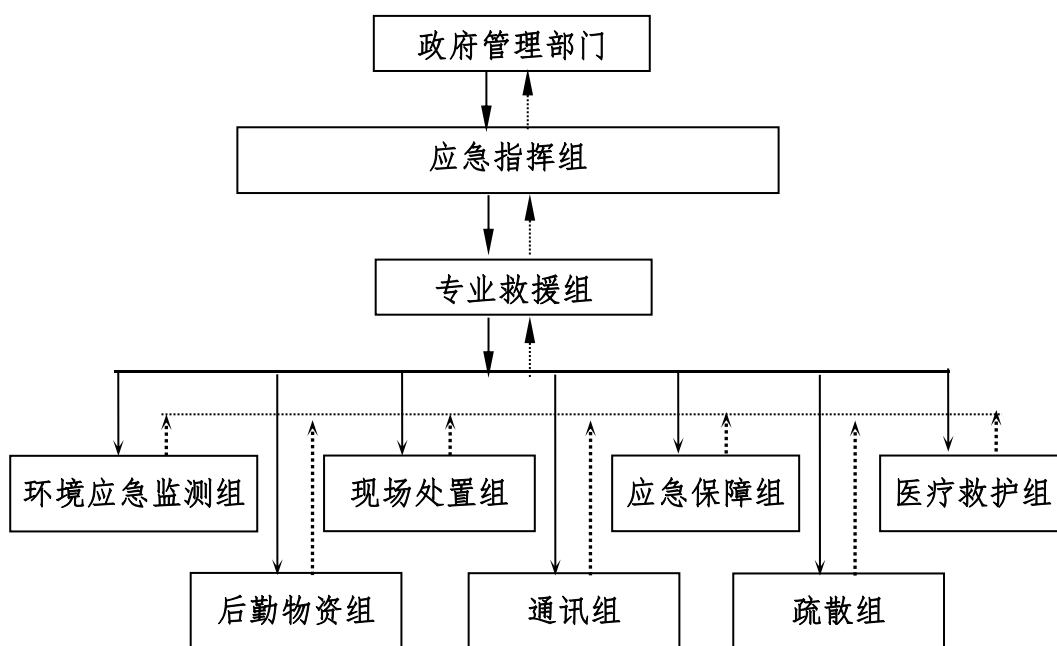 政府管理部门
应急指挥组
专业救援组
环境应急监测组
现场处置组
应急保障组
医疗救护组
后勤物资组
通讯组
疏散组